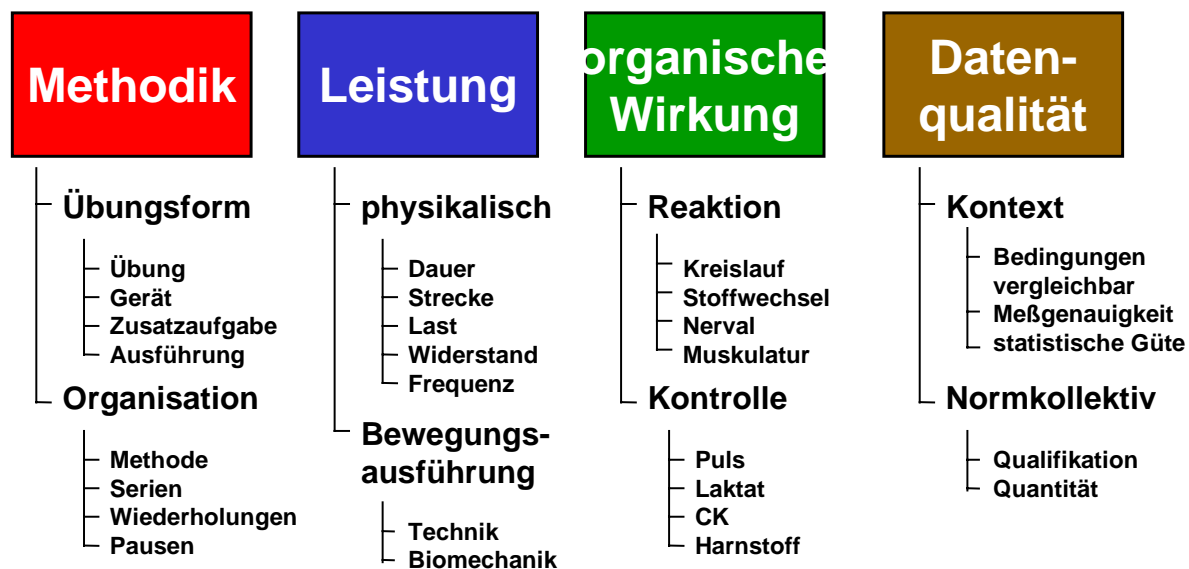 Methodik
Übungsform
Übung
Gerät
Zusatzaufgabe
Ausführung
Organisation
Methode
Serien
Wiederholungen
Pausen
Leistung
physikalisch
Dauer
Strecke
Last
Widerstand
Frequenz
Bewegungs-
ausführung
Technik
Biomechanik
organische
Wirkung
Reaktion
Kreislauf
Stoffwechsel
Nerval
Muskulatur
Kontrolle
Puls
Laktat
CK
Harnstoff
Daten-
qualität
Kontext
Bedingungen
vergleichbar
Meßgenauigkeit
statistische Güte
Normkollektiv
Qualifikation
Quantität